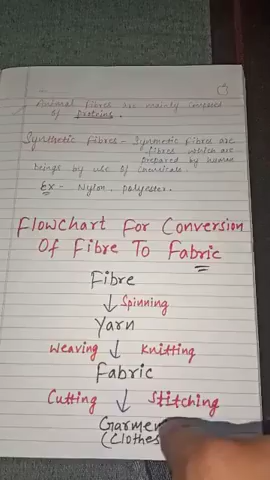 Animal Fibres are mainly composed
of proteins.
Synthetic Fibres - Synthetic Fibres are
fibres which are
prepared by human
beings by use of chemicals.
Ex - Nylon, polyester.
Flowchart For Conversion
Of Fibre To Fabric
Fibre
Spinning
Yarn
Weaving Knitting
Fabric
Cutting Stitching
Garmen
(Clothes